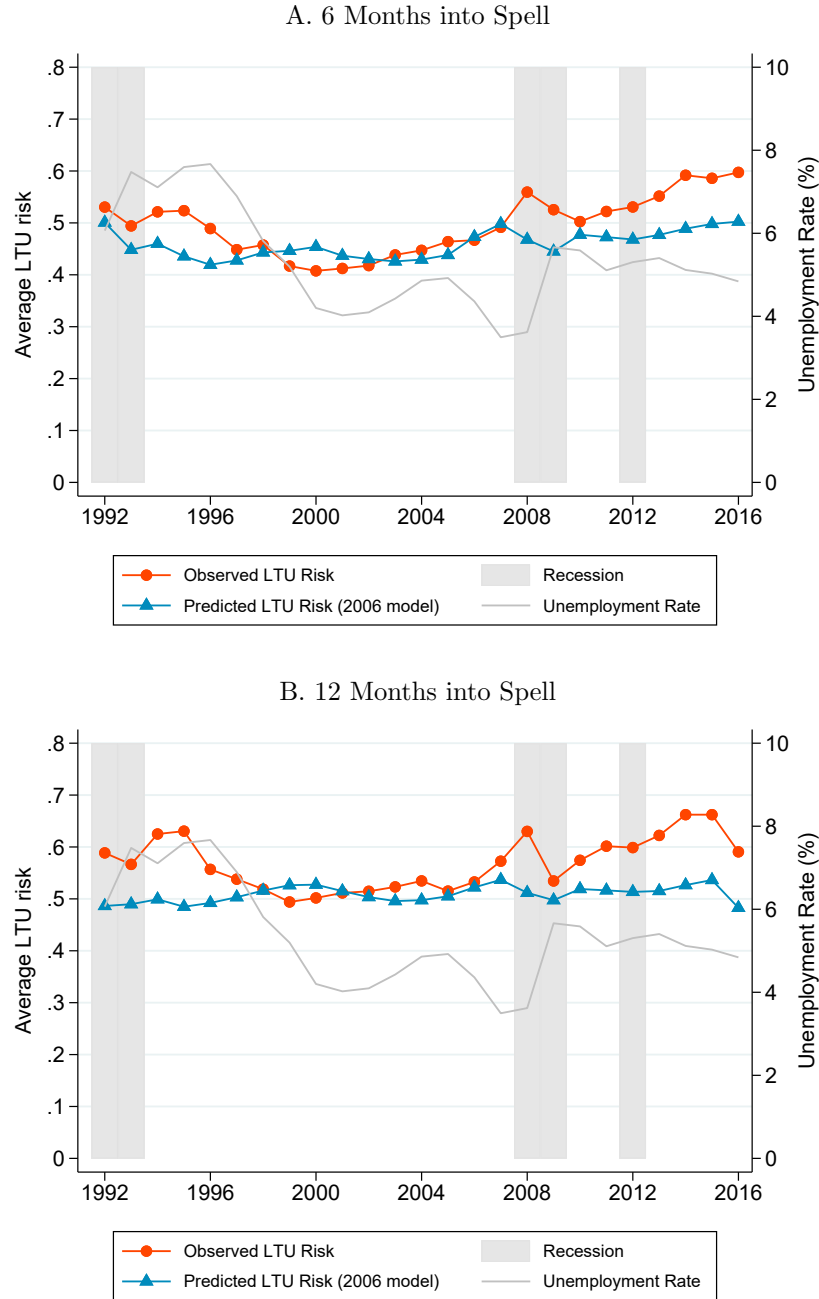 A. 6 Months into Spell
.8
.7
.6
.5
.4
.3
.2
.1
0
Average LTU risk
10
8
6
4
2
0
Unemployment Rate (%)
1992 1996 2000 2004 2008 2012 2016
Observed LTU Risk Recession
Predicted LTU Risk (2006 model) Unemployment Rate
B. 12 Months into Spell
.8
.7
.6
.5
.4
.3
.2
.1
0
Average LTU risk
10
8
6
4
2
0
Unemployment Rate (%)
1992 1996 2000 2004 2008 2012 2016
Observed LTU Risk Recession
Predicted LTU Risk (2006 model) Unemployment Rate